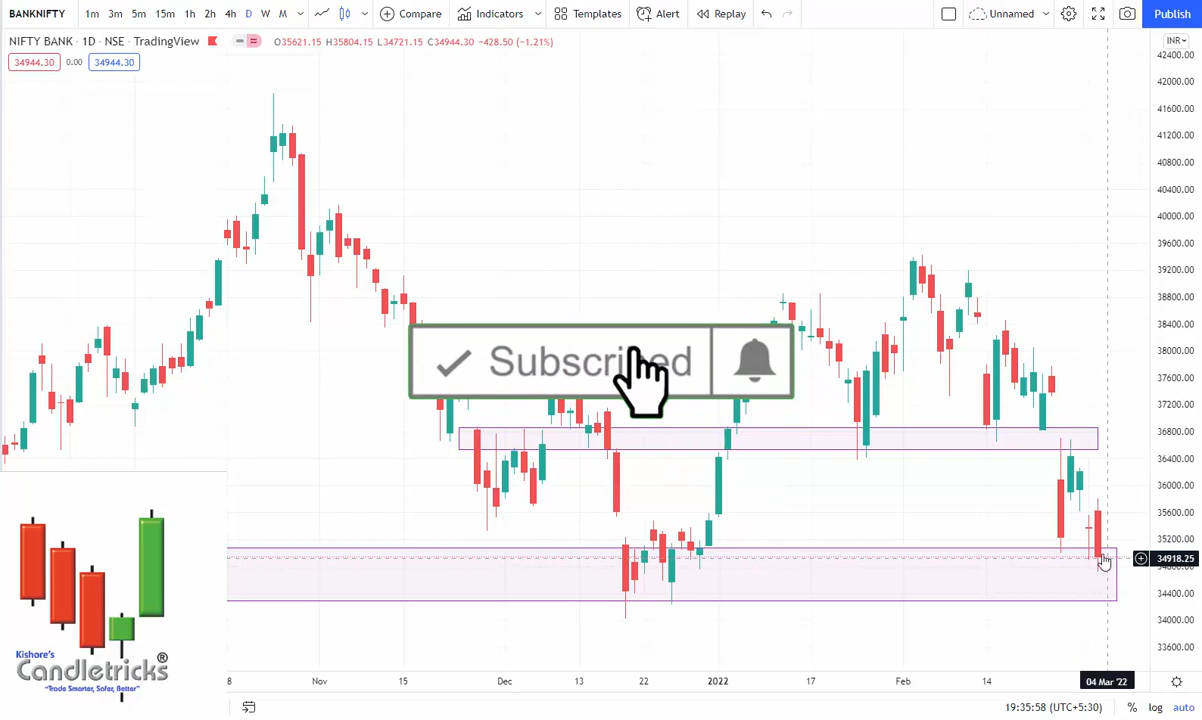 BANKNIFTY 1m 3m 5m 15m 1h 2h 4h D W M Compare Indicators Templates Alert Replay Unnamed Publish
NIFTY BANK · 1D · NSE · TradingView O35621.15 H35804.15 L34721.15 C34944.30 −428.50 (−1.21%) INR
34944.30 0.00 34944.30
42400.00
42000.00
41600.00
41200.00
40800.00
40400.00
40000.00
39600.00
39200.00
38800.00
38400.00
38000.00
Subscribed
37600.00
37200.00
36800.00
36400.00
36000.00
35600.00
35200.00
34918.25
34400.00
34000.00
33600.00
Kishore's
Candletricks®
"Trade Smarter, Safer, Better"
8 Nov 15 Dec 13 22 2022 17 Feb 14 04 Mar '22
19:35:58 (UTC+5:30) % log auto